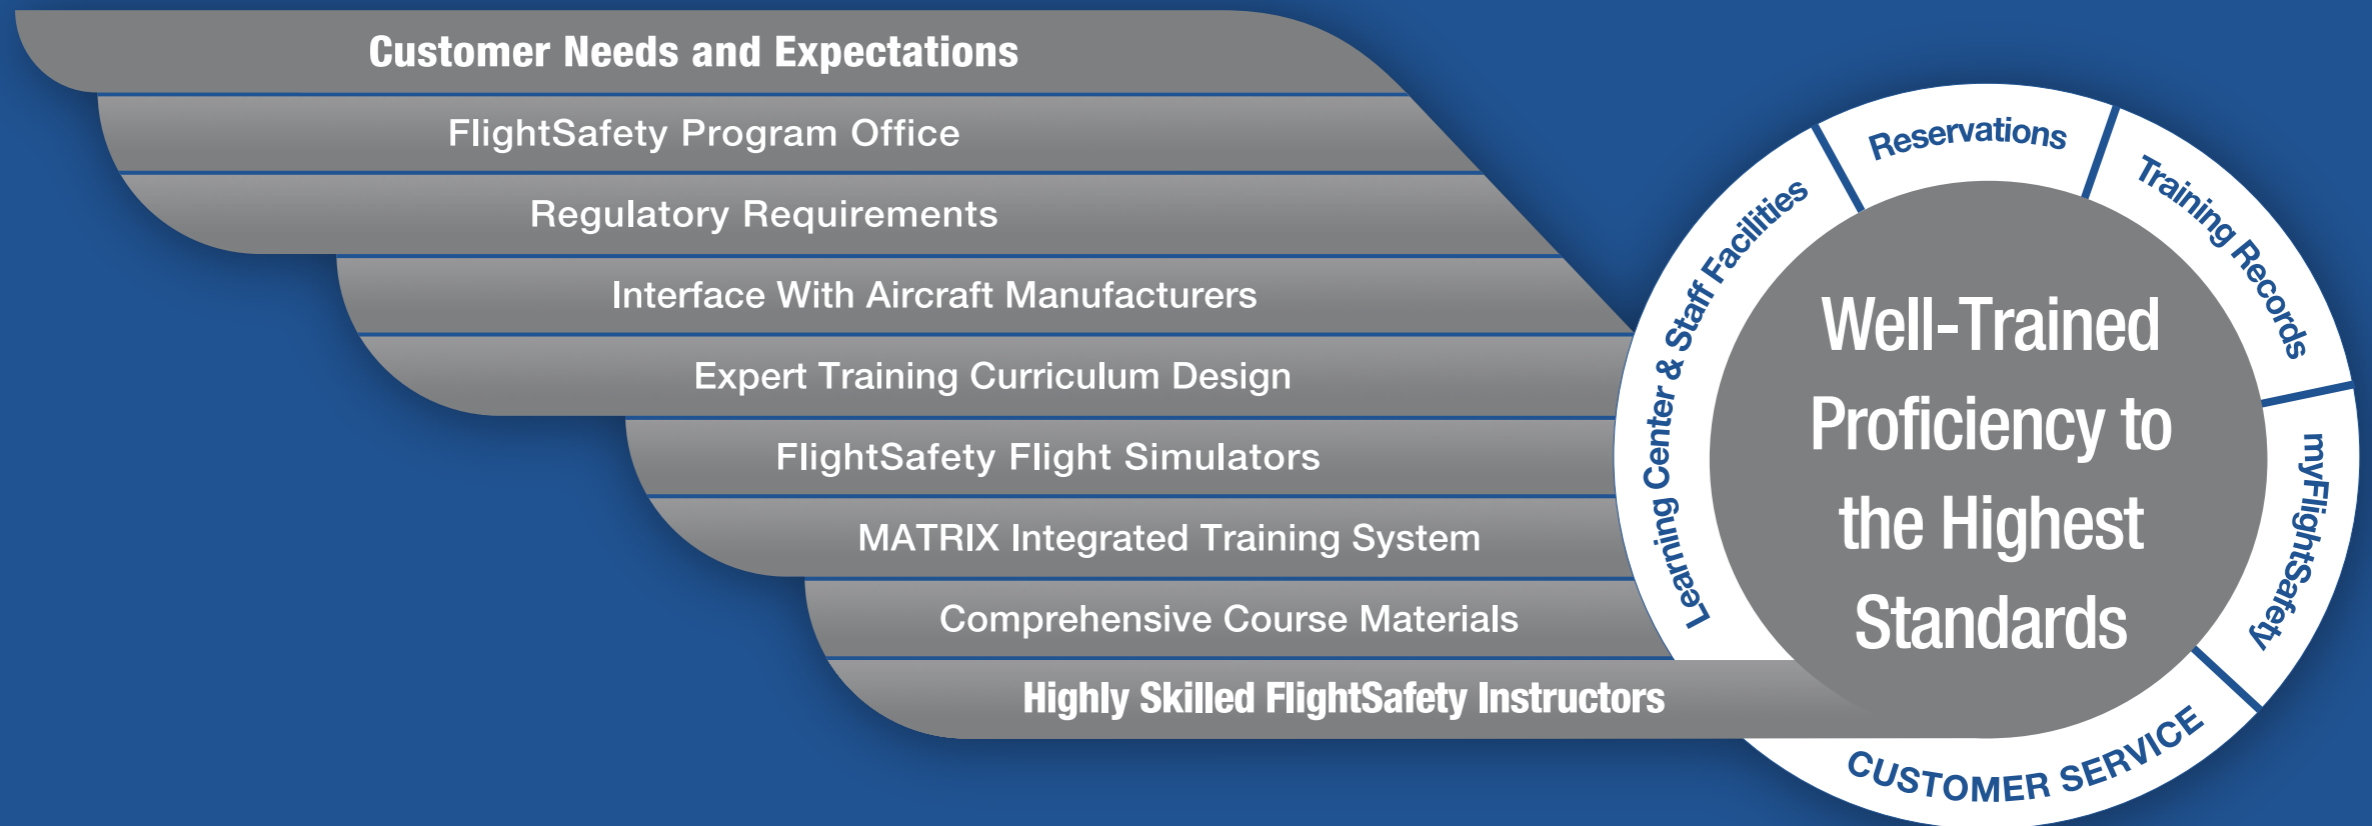 Customer Needs and Expectations
FlightSafety Program Office
Regulatory Requirements
Interface With Aircraft Manufacturers
Expert Training Curriculum Design
FlightSafety Flight Simulators
MATRIX Integrated Training System
Comprehensive Course Materials
Highly Skilled FlightSafety Instructors
Learning Center & Staff Facilities
Reservations
Training Records
myFlightSafety
CUSTOMER SERVICE
Well-Trained
Proficiency to
the Highest
Standards